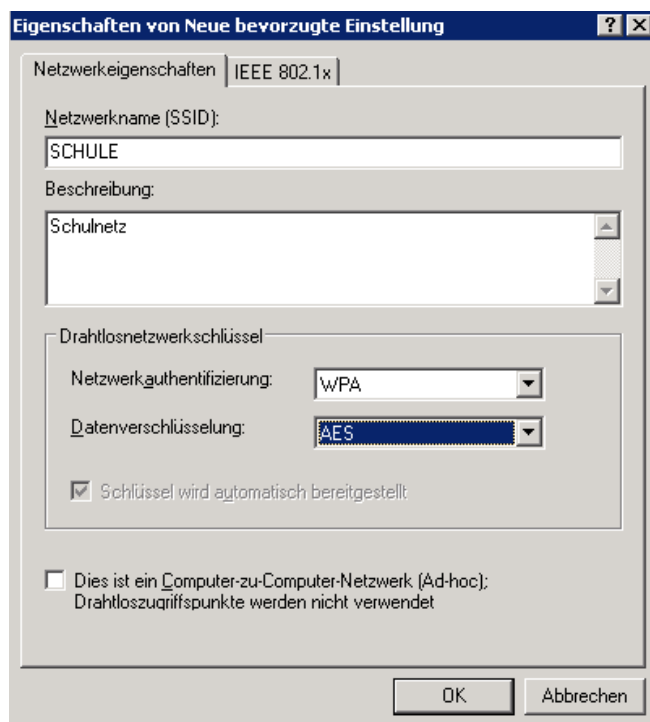 Eigenschaften von Neue bevorzugte Einstellung
Netzwerkeigenschaften IEEE 802.1x
Netzwerkname (SSID):
SCHULE
Beschreibung:
Schulnetz
Drahtlosnetzwerkschlüssel
Netzwerkauthentifizierung: WPA
Datenverschlüsselung: AES
Schlüssel wird automatisch bereitgestellt
Dies ist ein Computer-zu-Computer-Netzwerk (Ad-hoc);
Drahtloszugriffspunkte werden nicht verwendet
OK Abbrechen